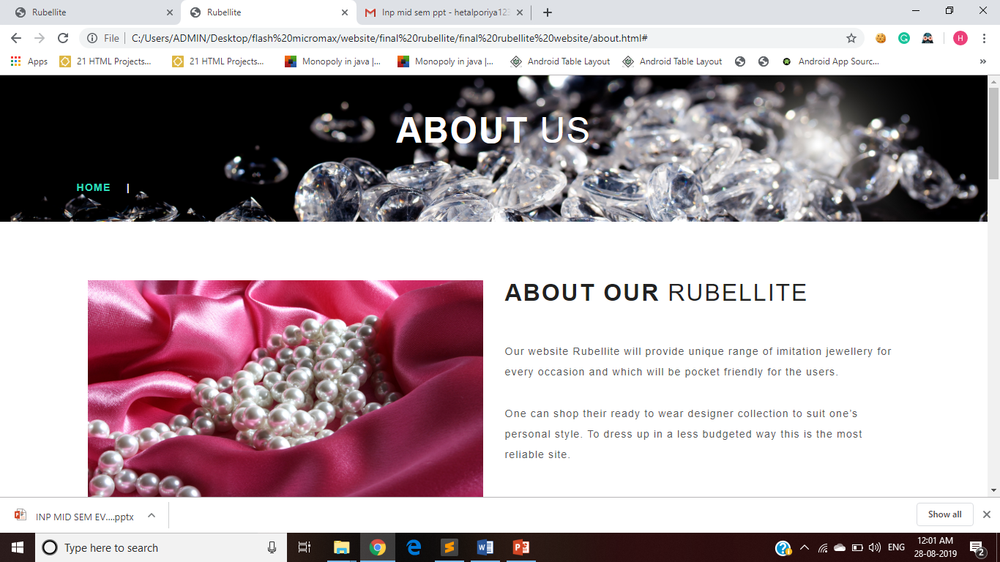 Rubellite
Rubellite
Inp mid sem ppt - hetalporiya123
File
C:/Users/ADMIN/Desktop/flash%20micromax/website/final%20rubellite/final%20rubellite%20website/about.html#
H
Apps
21 HTML Projects...
21 HTML Projects...
Monopoly in java |...
Monopoly in java |...
Android Table Layout
Android Table Layout
Android App Sourc...
»
ABOUT US
HOME |
ABOUT OUR RUBELLITE
Our website Rubellite will provide unique range of imitation jewellery for
every occasion and which will be pocket friendly for the users.
One can shop their ready to wear designer collection to suit one's
personal style. To dress up in a less budgeted way this is the most
reliable site.
INP MID SEM EV....pptx
Show all
Type here to search
ENG
12:01 AM
28-08-2019
2